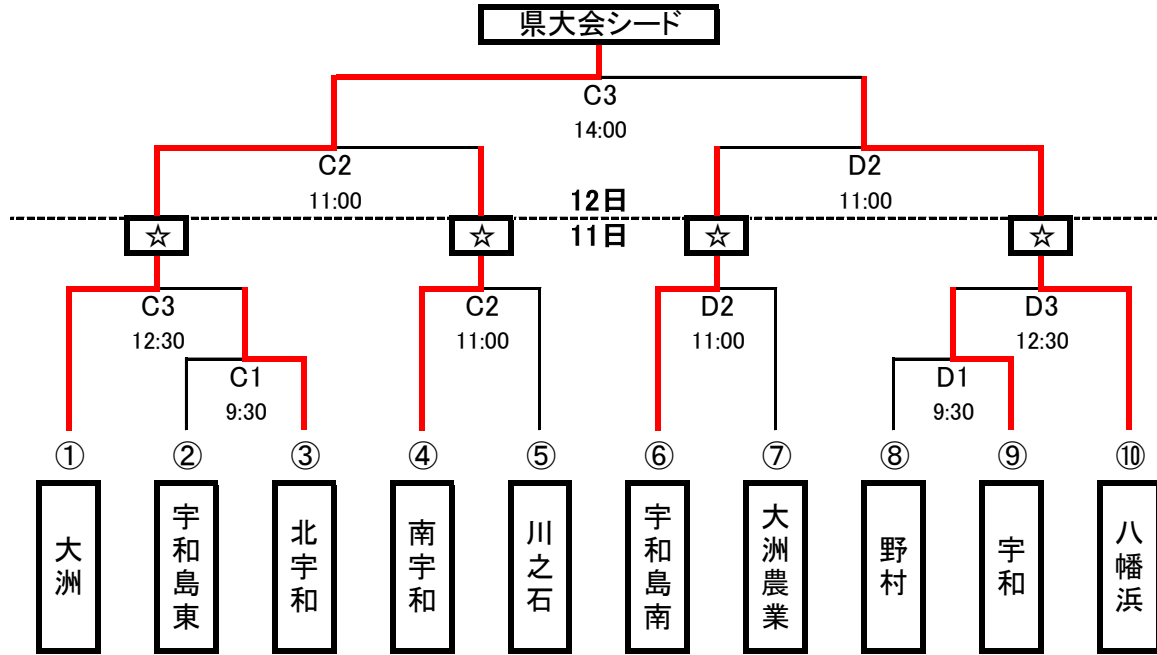 県大会シード
C3
14:00
C2
D2
11:00
12日
11:00
☆
☆
11日
☆
☆
C3
C2
D2
D3
12:30
11:00
11:00
12:30
C1
D1
9:30
9:30
① ② ③ ④ ⑤ ⑥ ⑦ ⑧ ⑨ ⑩
大洲
宇和島東
北宇和
南宇和
川之石
宇和島南
大洲農業
野村
宇和
八幡浜